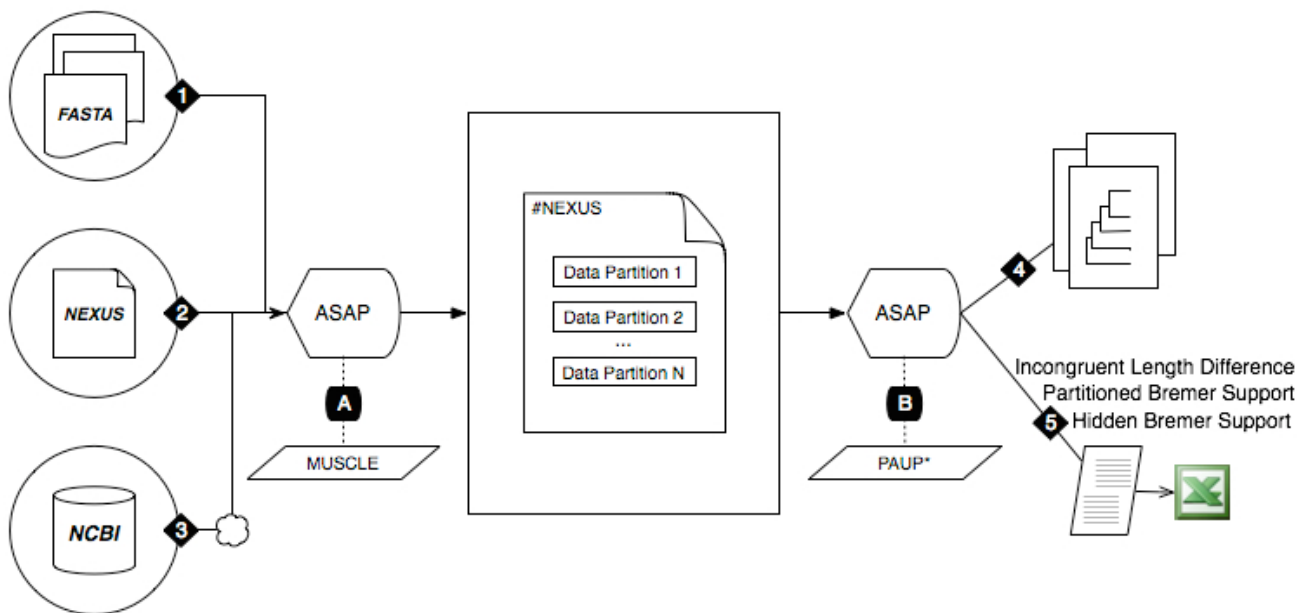 1
FASTA
2
NEXUS
3
NCBI
ASAP
A
MUSCLE
#NEXUS
Data Partition 1
Data Partition 2
...
Data Partition N
ASAP
B
PAUP*
4
Incongruent Length Difference
Partitioned Bremer Support
5
Hidden Bremer Support
X